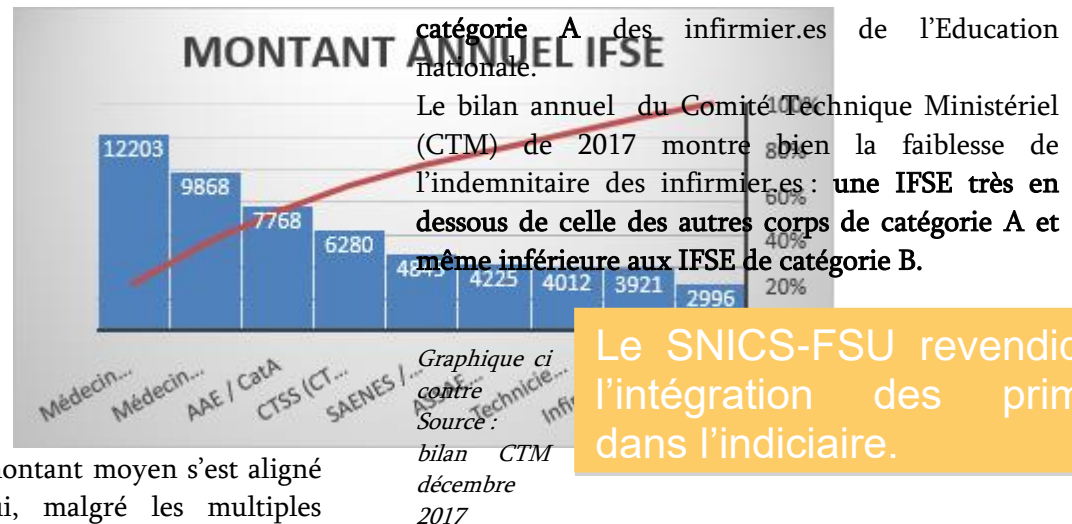 MONTANT ANNUEL IFSE
12203
9868
7768
6280
4225
4012
3921
2996
100%
80%
60%
40%
20%
Médecin...
Médecin...
AAE / CatA
CTSS (CT...
SAENES /...
ASSAE...
Technicie...
catégorie A des infirmier.es de l’Education
nationale.
Le bilan annuel du Comité Technique Ministériel
(CTM) de 2017 montre bien la faiblesse de
l’indemnitaire des infirmier.es : une IFSE très en
dessous de celle des autres corps de catégorie A et
même inférieure aux IFSE de catégorie B.
Graphique ci
contre
Source :
bilan CTM
décembre
2017
Le SNICS-FSU
l’intégration des
dans l’indiciaire.
montant moyen s’est aligné
malgré les multiples